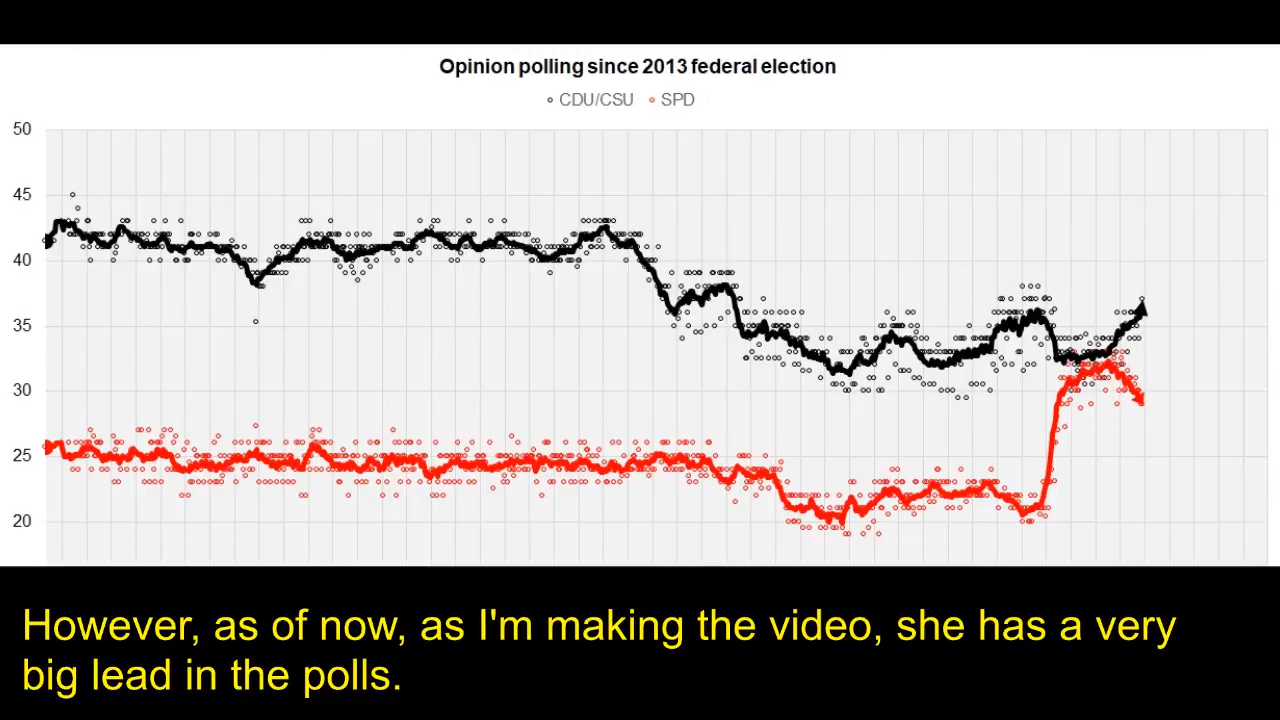 Opinion polling since 2013 federal election
CDU/CSU SPD
50
45
40
35
30
25
20
However, as of now, as I'm making the video, she has a very
big lead in the polls.